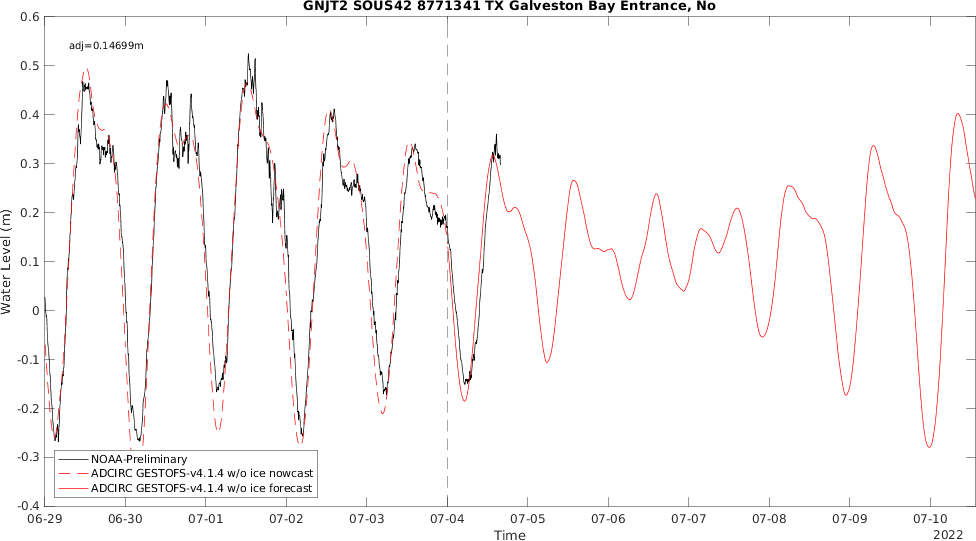 GNJT2 SOUS42 8771341 TX Galveston Bay Entrance, No
adj=0.14699m
Water Level (m)
0.6
0.5
0.4
0.3
0.2
0.1
0
-0.1
-0.2
-0.3
-0.4
NOAA-Preliminary
ADCIRC GESTOFS-v4.1.4 w/o ice nowcast
ADCIRC GESTOFS-v4.1.4 w/o ice forecast
06-29 06-30 07-01 07-02 07-03 07-04 07-05 07-06 07-07 07-08 07-09 07-10
Time
2022